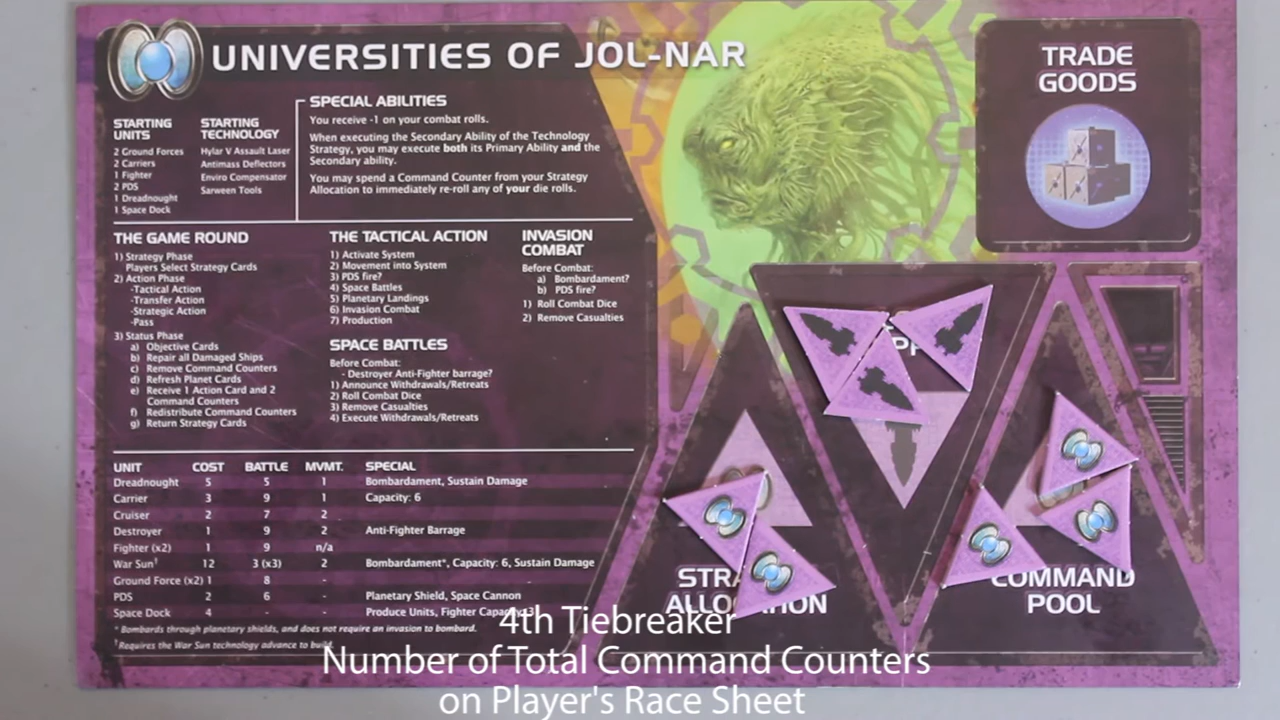 UNIVERSITIES OF JOL-NAR
STARTING UNITS
2 Ground Forces
2 Carriers
1 Fighter
2 PDS
1 Dreadnought
1 Space Dock
STARTING TECHNOLOGY
Hylar V Assault Laser
Antimass Deflectors
Enviro Compensator
Sarween Tools
SPECIAL ABILITIES
You receive -1 on your combat rolls.
When executing the Secondary Ability of the Technology
Strategy, you may execute both its Primary Ability and the
Secondary ability.
You may spend a Command Counter from your Strategy
Allocation to immediately re-roll any of your die rolls.
THE GAME ROUND
1) Strategy Phase
Players Select Strategy Cards
2) Action Phase
-Tactical Action
-Transfer Action
-Strategic Action
-Pass
3) Status Phase
a) Objective Cards
b) Repair all Damaged Ships
c) Remove Command Counters
d) Refresh Planet Cards
e) Receive 1 Action Card and 2
Command Counters
f) Redistribute Command Counters
g) Return Strategy Cards
THE TACTICAL ACTION
1) Activate System
2) Movement into System
3) PDS fire?
4) Space Battles
5) Planetary Landings
6) Invasion Combat
7) Production
SPACE BATTLES
Before Combat:
- Destroyer Anti-Fighter barrage?
1) Announce Withdrawals/Retreats
2) Roll Combat Dice
3) Remove Casualties
4) Execute Withdrawals/Retreats
INVASION
COMBAT
Before Combat:
a) Bombardment?
b) PDS fire?
1) Roll Combat Dice
2) Remove Casualties
UNIT COST BATTLE MVMT. SPECIAL
Dreadnought 5 5 1 Bombardament, Sustain Damage
Carrier 3 9 1 Capacity: 6
Cruiser 2 7 2
Destroyer 1 9 2 Anti-Fighter Barrage
Fighter (x2) 1 9 n/a
War Sun† 12 3 (x3) 2 Bombardament*, Capacity: 6, Sustain Damage
Ground Force (x2) 1 8 -
PDS 2 6 - Planetary Shield, Space Cannon
Space Dock 4 - - Produce Units, Fighter Capacity: 3
* Bombards through planetary shields, and does not require an invasion to bombard.
† Requires the War Sun technology advance to build.
TRADE
GOODS
COMMAND
POOL
4th Tiebreaker
Number of Total Command Counters
on Player's Race Sheet